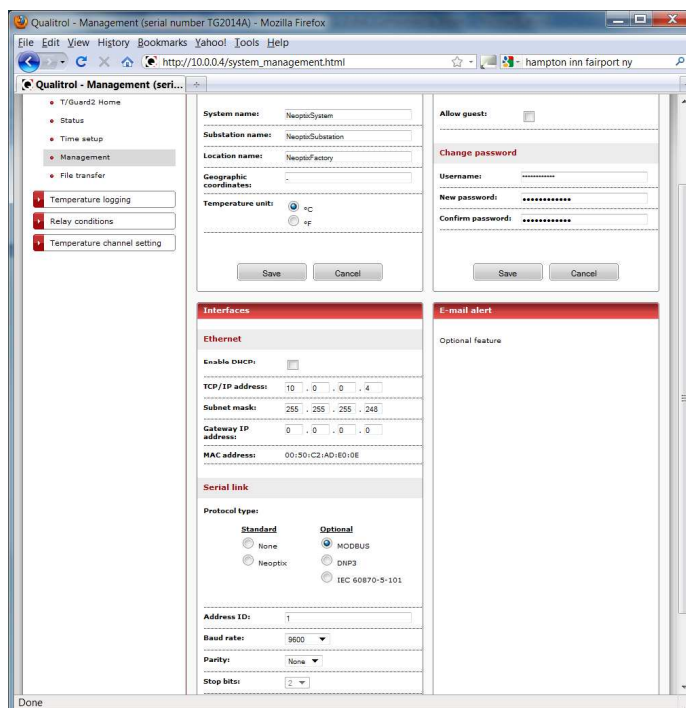 Qualitrol - Management (serial number TG2014A) - Mozilla Firefox
File Edit View History Bookmarks Yahoo! Tools Help
http://10.0.0.4/system_management.html
hampton inn fairport ny
Qualitrol - Management (seri...
T/Guard2 Home
Status
Time setup
Management
File transfer
Temperature logging
Relay conditions
Temperature channel setting
System name: NeoptixSystem
Substation name: NeoptixSubstation
Location name: NeoptixFactory
Geographic
coordinates: -
Temperature unit: °C
°F
Save Cancel
Allow guest:
Change password
Username: ************
New password: ••••••••••••
Confirm password: ••••••••••••
Save Cancel
Interfaces
Ethernet
Enable DHCP:
TCP/IP address: 10 . 0 . 0 . 4
Subnet mask: 255 . 255 . 255 . 248
Gateway IP
address: 0 . 0 . 0 . 0
MAC address: 00:50:C2:AD:E0:0E
Serial link
Protocol type:
Standard Optional
None MODBUS
Neoptix DNP3
IEC 60870-5-101
Address ID: 1
Baud rate: 9600
Parity: None
Stop bits: 2
E-mail alert
Optional feature
Done